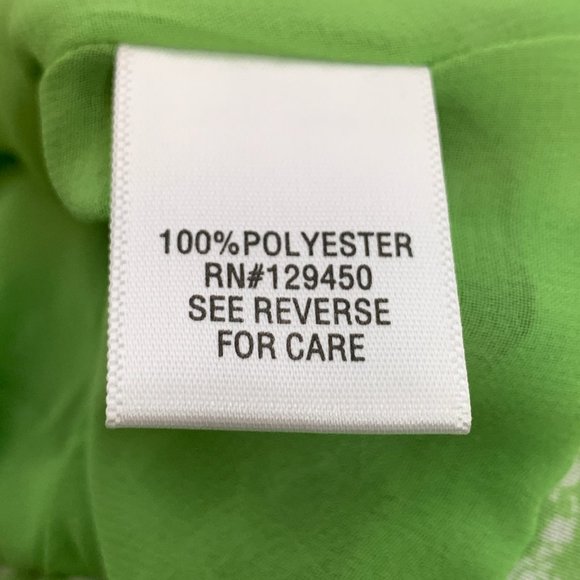 100%POLYESTER
RN#129450
SEE REVERSE
FOR CARE